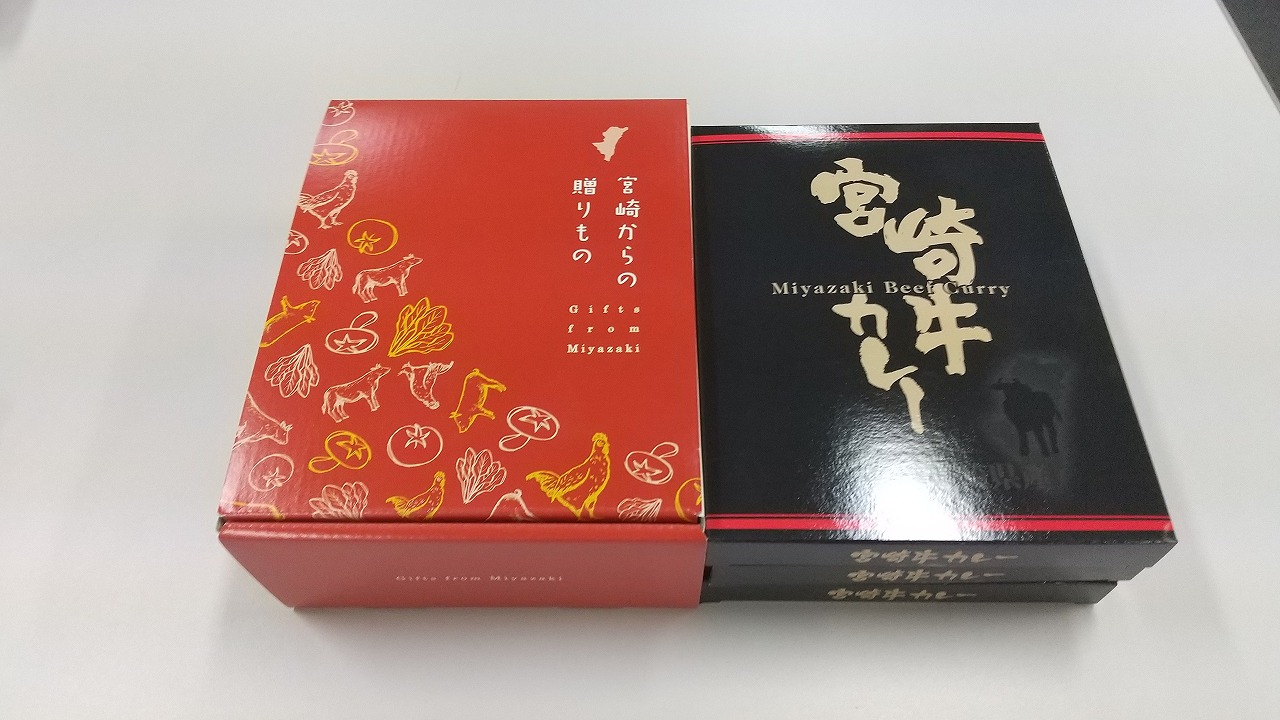 宮崎からの
贈りもの
Gifts
from
Miyazaki
Gifts from Miyazaki
宮崎牛
カレー
Miyazaki Beef Curry
県産
宮崎牛カレー
宮崎牛カレー
宮崎牛カレー